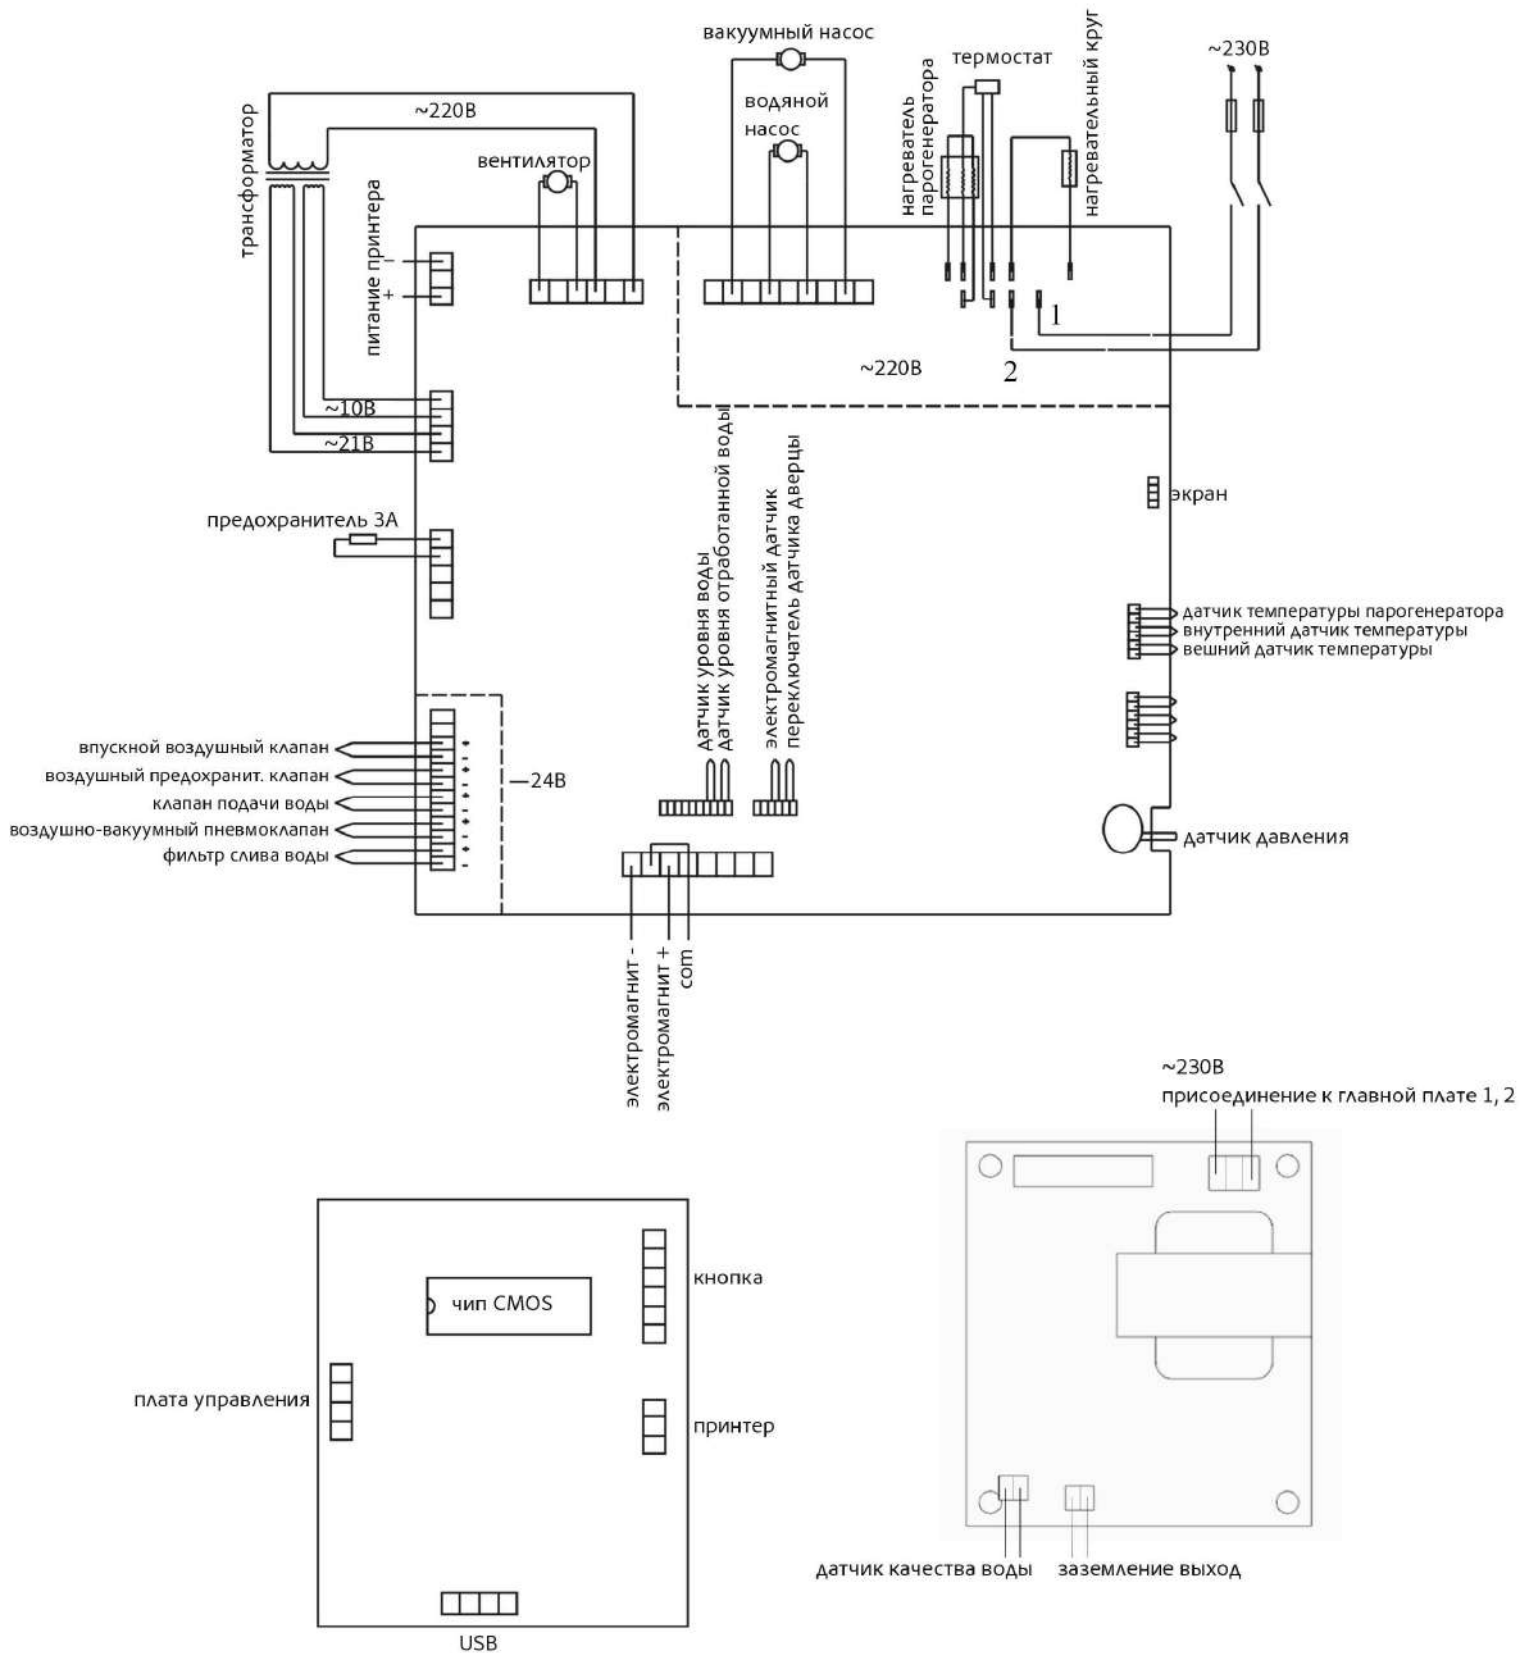 вакуумный насос
термостат
нагревательный круг
~230В
нагреватель
парогенератора
водяной
насос
~220В
трансформатор
вентилятор
питание принтера
–
+
1
2
~220В
~10В
~21В
предохранитель 3А
датчик уровня воды
датчик уровня отработанной воды
электромагнитный датчик
переключатель датчика дверцы
экран
датчик температуры парогенератора
внутренний датчик температуры
вешний датчик температуры
впускной воздушный клапан
воздушный предохранит. клапан
клапан подачи воды
воздушно-вакуумный пневмоклапан
фильтр слива воды
+
-
+
-
+
-
+
-
+
-
—24В
датчик давления
электромагнит -
электромагнит +
com
~230В
присоединение к главной плате 1, 2
кнопка
чип CMOS
плата управления
принтер
USB
датчик качества воды
заземление выход